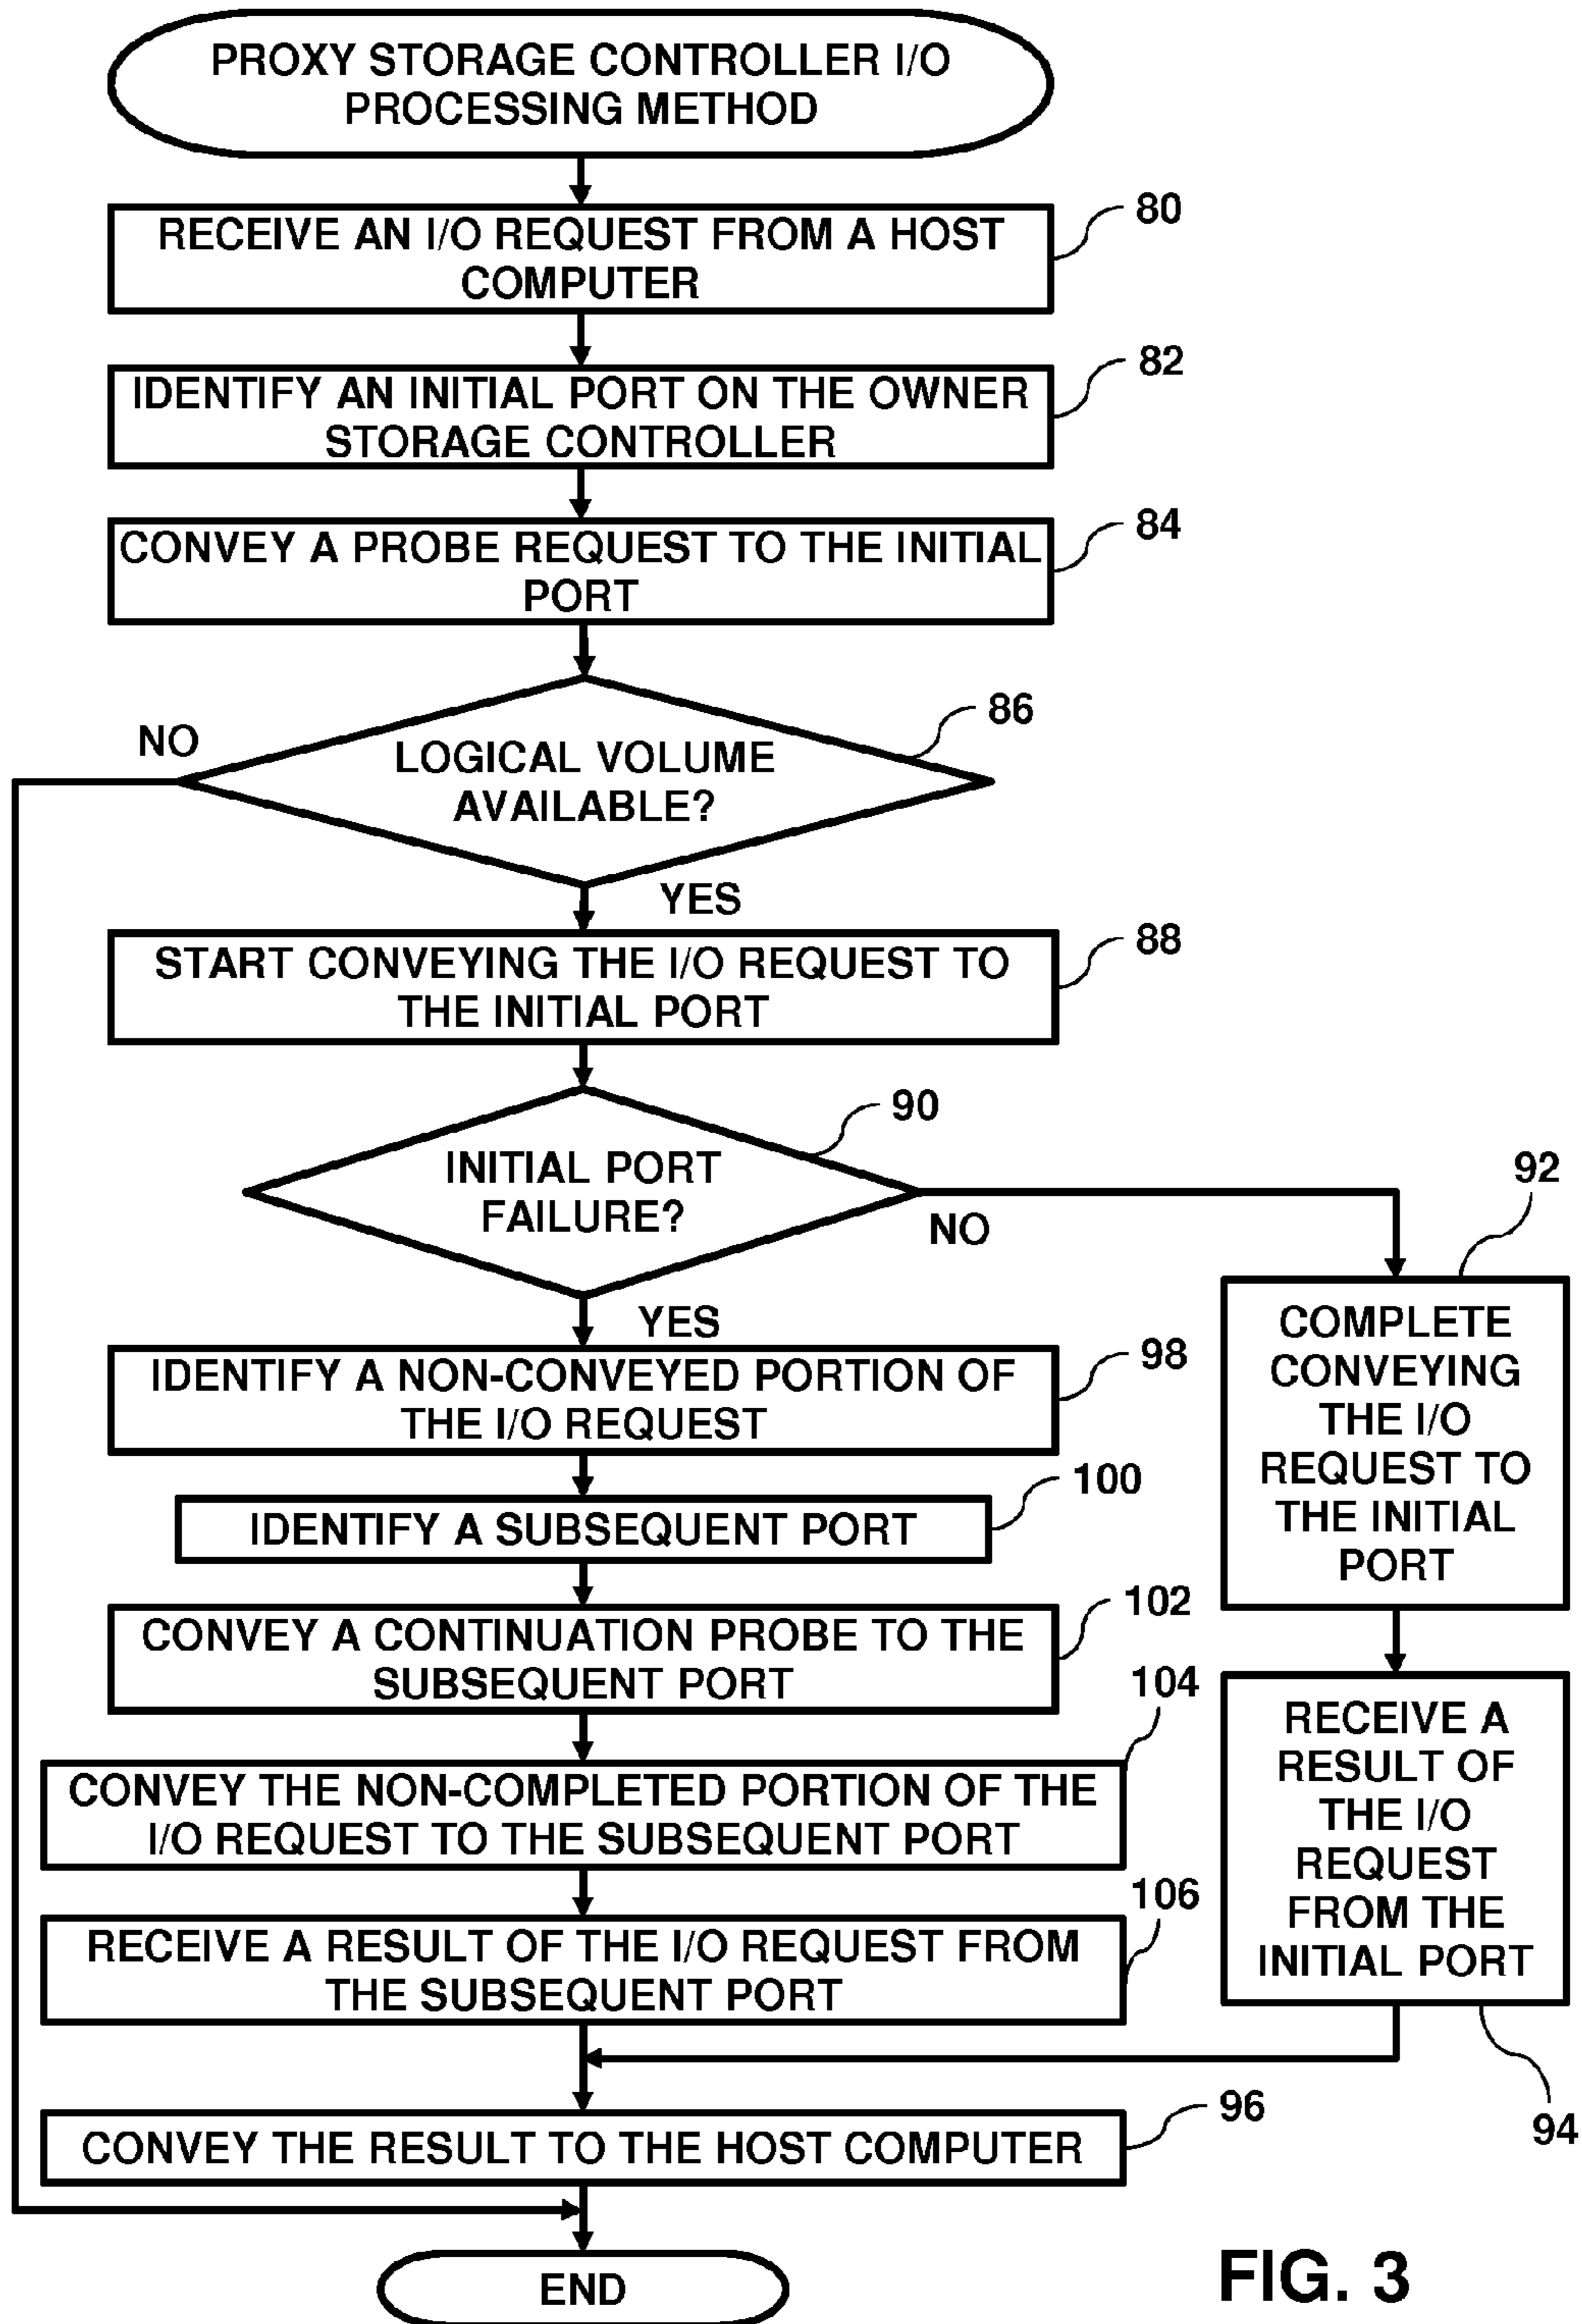 PROXY STORAGE CONTROLLER I/O
PROCESSING METHOD
80
RECEIVE AN I/O REQUEST FROM A HOST
COMPUTER
82
IDENTIFY AN INITIAL PORT ON THE OWNER
STORAGE CONTROLLER
84
CONVEY A PROBE REQUEST TO THE INITIAL
PORT
86
NO
LOGICAL VOLUME
AVAILABLE?
YES
88
START CONVEYING THE I/O REQUEST TO
THE INITIAL PORT
90
INITIAL PORT
FAILURE?
NO
YES
92
COMPLETE
CONVEYING
THE I/O
REQUEST TO
THE INITIAL
PORT
98
IDENTIFY A NON-CONVEYED PORTION OF
THE I/O REQUEST
100
IDENTIFY A SUBSEQUENT PORT
102
CONVEY A CONTINUATION PROBE TO THE
SUBSEQUENT PORT
104
CONVEY THE NON-COMPLETED PORTION OF THE
I/O REQUEST TO THE SUBSEQUENT PORT
106
RECEIVE A RESULT OF THE I/O REQUEST FROM
THE SUBSEQUENT PORT
RECEIVE A
RESULT OF
THE I/O
REQUEST
FROM THE
INITIAL PORT
94
96
CONVEY THE RESULT TO THE HOST COMPUTER
END
FIG. 3